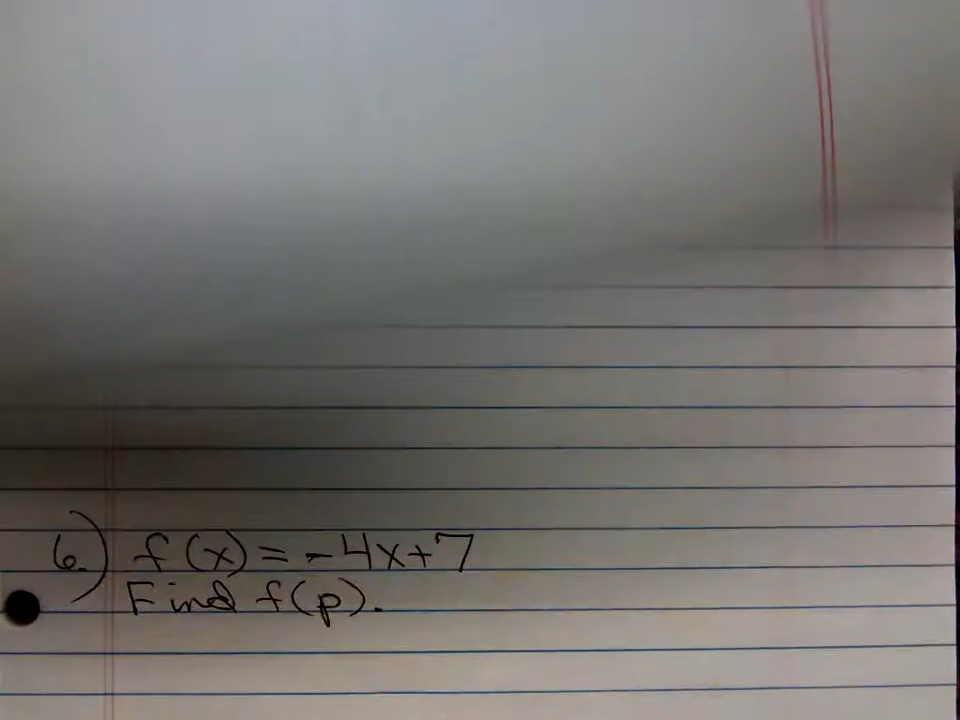 6.) f(x) = -4x+7
Find f(p).